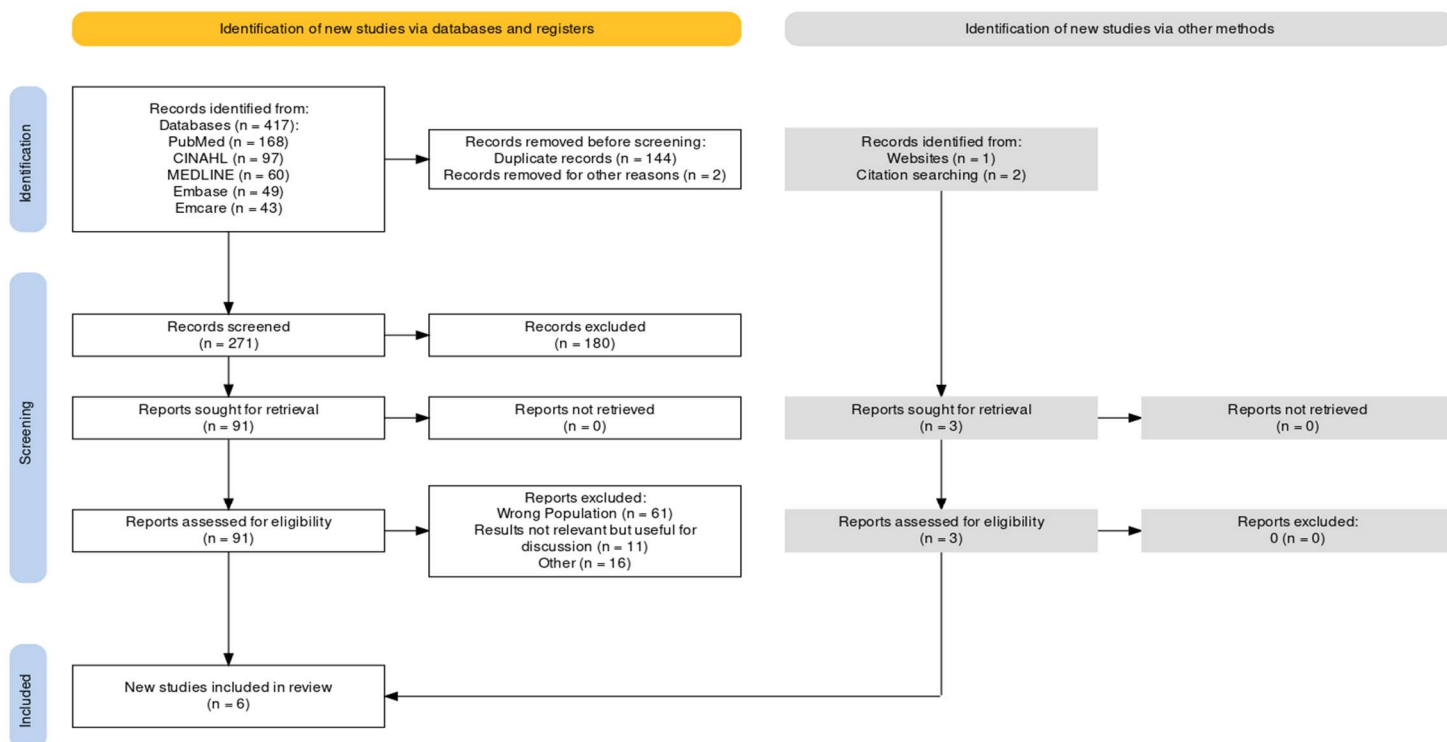 Identification of new studies via databases and registers
Identification of new studies via other methods
Identification
Records identified from:
Databases (n = 417):
PubMed (n = 168)
CINAHL (n = 97)
MEDLINE (n = 60)
Embase (n = 49)
Emcare (n = 43)
Records removed before screening:
Duplicate records (n = 144)
Records removed for other reasons (n = 2)
Records identified from:
Websites (n = 1)
Citation searching (n = 2)
Screening
Records screened
(n = 271)
Records excluded
(n = 180)
Reports sought for retrieval
(n = 91)
Reports not retrieved
(n = 0)
Reports sought for retrieval
(n = 3)
Reports not retrieved
(n = 0)
Reports assessed for eligibility
(n = 91)
Reports excluded:
Wrong Population (n = 61)
Results not relevant but useful for
discussion (n = 11)
Other (n = 16)
Reports assessed for eligibility
(n = 3)
Reports excluded:
0 (n = 0)
Included
New studies included in review
(n = 6)